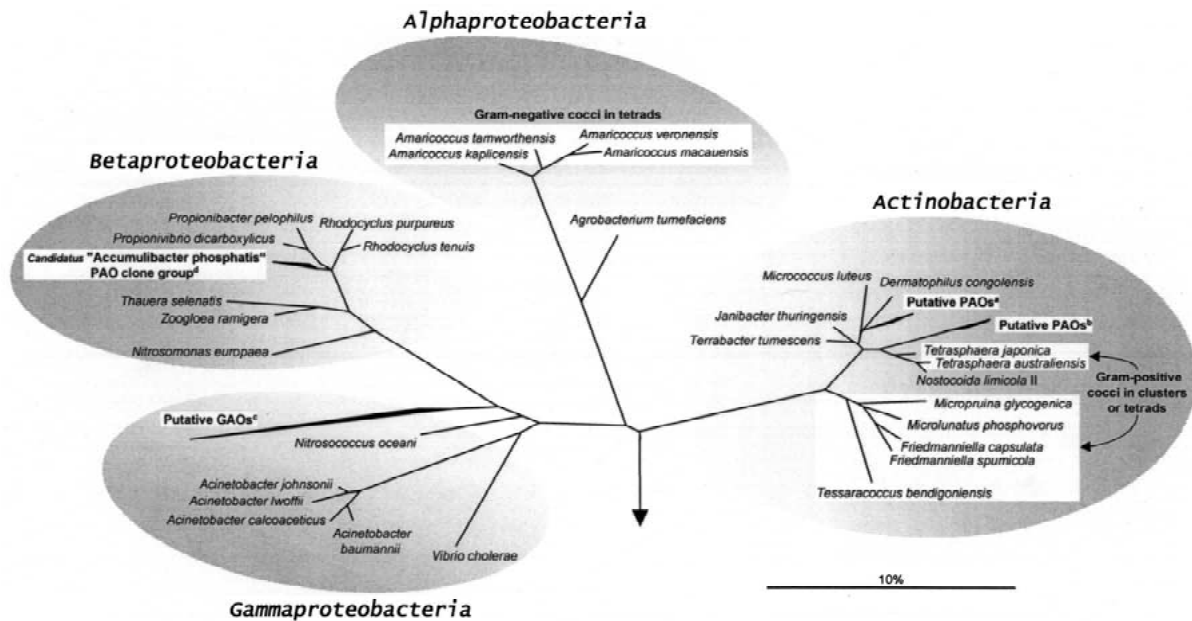 Alphaproteobacteria
Gram-negative cocci in tetrads
Amaricoccus tamworthensis
Amaricoccus veronensis
Amaricoccus kaplicensis
Amaricoccus macauensis
Agrobacterium tumefaciens
Betaproteobacteria
Propionibacter pelophilus
Rhodocyclus purpureus
Propionivibrio dicarboxylicus
Rhodocyclus tenuis
Candidatus "Accumulibacter phosphatis"
PAO clone group^d
Thauera selenatis
Zoogloea ramigera
Nitrosomonas europaea
Actinobacteria
Micrococcus luteus
Dermatophilus congolensis
Putative PAOs^a
Janibacter thuringensis
Putative PAOs^b
Terrabacter tumescens
Tetrasphaera japonica
Tetrasphaera australiensis
Nostocoida limicola II
Gram-positive
cocci in clusters
or tetrads
Micropruina glycogenica
Microlunatus phosphovorus
Friedmanniella capsulata
Friedmanniella spumicola
Tessaracoccus bendigoniensis
Putative GAOs^c
Nitrosococcus oceani
Acinetobacter johnsonii
Acinetobacter lwoffii
Acinetobacter calcoaceticus
Acinetobacter
baumannii
Vibrio cholerae
Gammaproteobacteria
10%